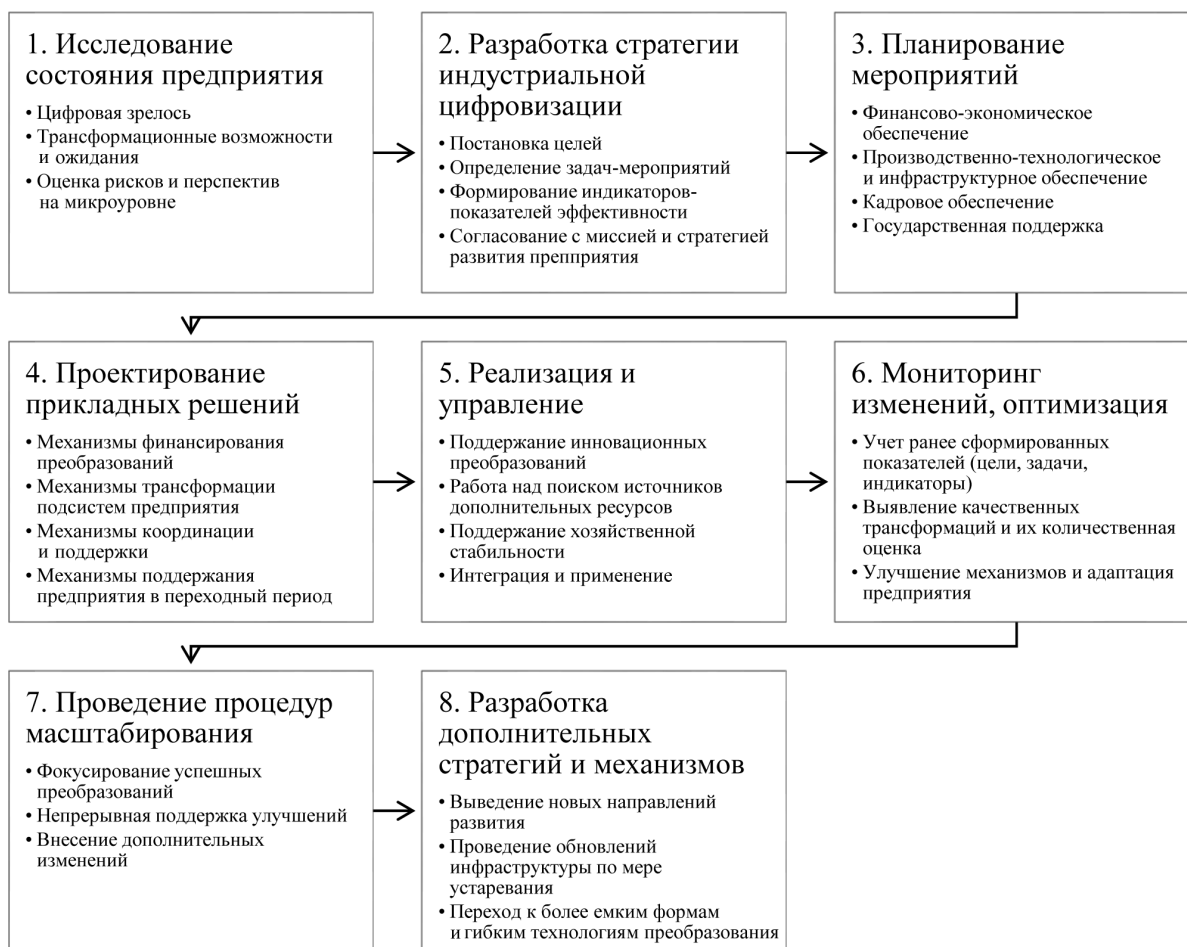 1. Исследование
состояния предприятия
• Цифровая зрелось
• Трансформационные возможности
и ожидания
• Оценка рисков и перспектив
на микроуровне
2. Разработка стратегии
индустриальной
цифровизации
• Постановка целей
• Определение задач-мероприятий
• Формирование индикаторов-
показателей эффективности
• Согласование с миссией и стратегией
развития препприятия
3. Планирование
мероприятий
• Финансово-экономическое
обеспечение
• Производственно-технологическое
и инфраструктурное обеспечение
• Кадровое обеспечение
• Государственная поддержка
4. Проектирование
прикладных решений
• Механизмы финансирования
преобразований
• Механизмы трансформации
подсистем предприятия
• Механизмы координации
и поддержки
• Механизмы поддержания
предприятия в переходный период
5. Реализация и
управление
• Поддержание инновационных
преобразований
• Работа над поиском источников
дополнительных ресурсов
• Поддержание хозяйственной
стабильности
• Интеграция и применение
6. Мониторинг
изменений, оптимизация
• Учет ранее сформированных
показателей (цели, задачи,
индикаторы)
• Выявление качественных
трансформаций и их количественная
оценка
• Улучшение механизмов и адаптация
предприятия
7. Проведение процедур
масштабирования
• Фокусирование успешных
преобразований
• Непрерывная поддержка улучшений
• Внесение дополнительных
изменений
8. Разработка
дополнительных
стратегий и механизмов
• Выведение новых направлений
развития
• Проведение обновлений
инфраструктуры по мере
устаревания
• Переход к более емким формам
и гибким технологиям преобразования